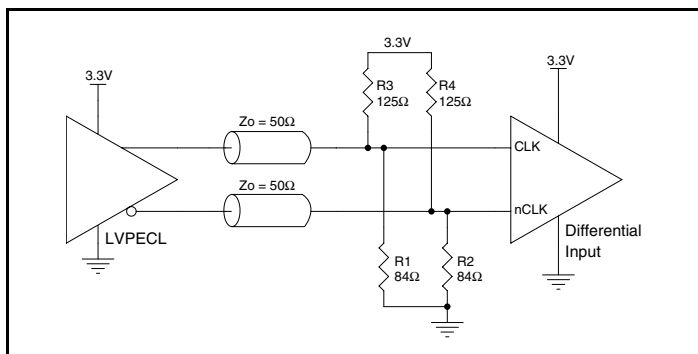 3.3V
3.3V
3.3V
R3
125Ω
R4
125Ω
Zo = 50Ω
CLK
Zo = 50Ω
nCLK
LVPECL
Differential
Input
R1
84Ω
R2
84Ω